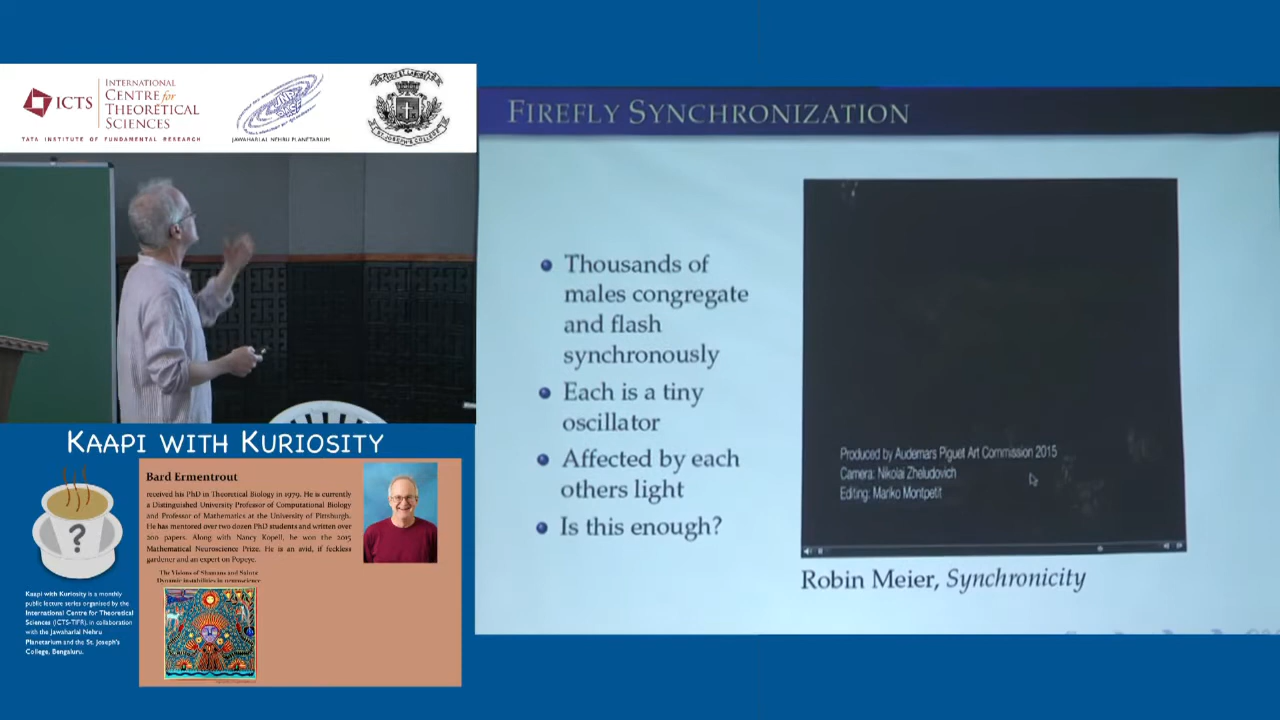 ICTS
INTERNATIONAL
CENTRE for
THEORETICAL
SCIENCES
TATA INSTITUTE OF FUNDAMENTAL RESEARCH
JAWAHARLAL NEHRU PLANETARIUM
FIREFLY SYNCHRONIZATION
Thousands of
males congregate
and flash
synchronously
Each is a tiny
oscillator
Affected by each
others light
Is this enough?
Produced by Audemars Piguet Art Commission 2015
Camera: Nikolai Zheludovich
Editing: Mariko Montpetit
Robin Meier, Synchronicity
KAAPI WITH KURIOSITY
?
Kaapi with Kuriosity is a monthly
public lecture series organised by the
International Centre for Theoretical
Sciences (ICTS-TIFR), in collaboration
with the Jawaharlal Nehru
Planetarium and the St. Joseph's
College, Bengaluru.
Bard Ermentrout
received his PhD in Theoretical Biology in 1979. He is currently
a Distinguished University Professor of Computational Biology
and Professor of Mathematics at the University of Pittsburgh.
He has mentored over two dozen PhD students and written over
200 papers. Along with Nancy Kopell, he won the 2015
Mathematical Neuroscience Prize. He is an avid, if feckless
gardener and an expert on Popeye.
The Visions of Shamans and Saints
Dynamic instabilities in neuroscience